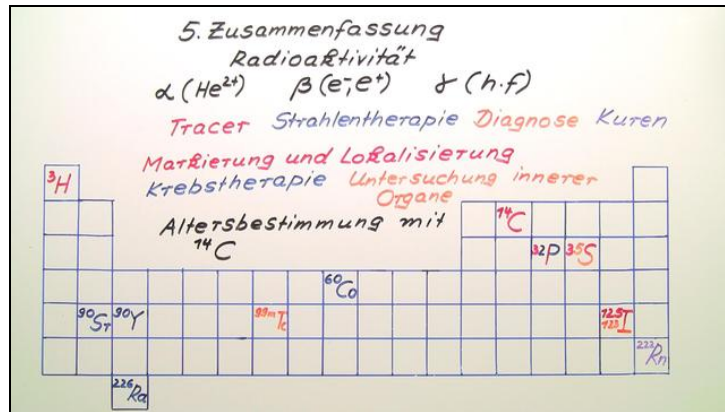 5. Zusammenfassung
Radioaktivität
α (He²⁺) β (e⁻, e⁺) γ (h·f)
Tracer Strahlentherapie Diagnose Kuren
Markierung und Lokalisierung
Krebstherapie Untersuchung innerer
Organe
Altersbestimmung mit
¹⁴C
³H
¹⁴C
³²P ³⁵S
⁶⁰Co
⁹⁰Sr ⁹⁰Y ⁹⁹ᵐTc ¹²⁵I
¹²³I
²²²Rn
²²⁶Ra